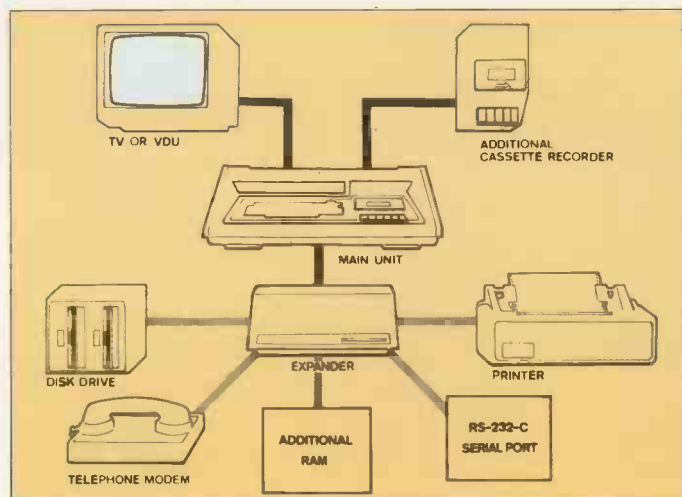 TV OR VDU
ADDITIONAL
CASSETTE RECORDER
MAIN UNIT
DISK DRIVE
EXPANDER
PRINTER
TELEPHONE MODEM
ADDITIONAL
RAM
RS-232-C
SERIAL PORT